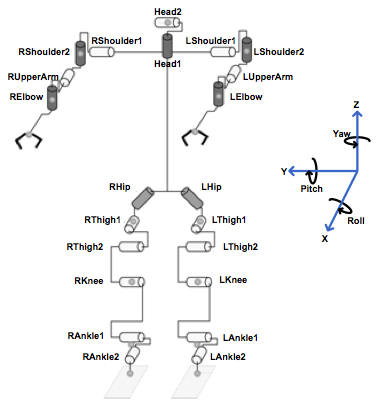 Head2
RShoulder1
LShoulder1
RShoulder2
LShoulder2
Head1
RUpperArm
LUpperArm
RElbow
LElbow
Z
Yaw
Y
Pitch
Roll
X
RHip
LHip
RThigh1
LThigh1
RThigh2
LThigh2
RKnee
LKnee
RAnkle1
LAnkle1
RAnkle2
LAnkle2